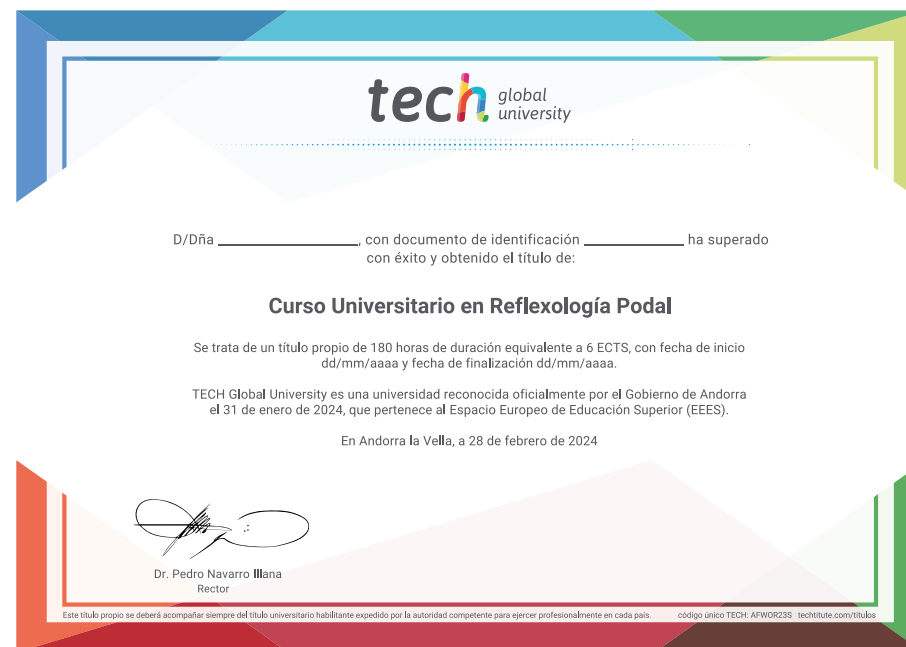 tech global university
D/Dña ____________________, con documento de identificación ______________ ha superado
con éxito y obtenido el título de:
Curso Universitario en Reflexología Podal
Se trata de un título propio de 180 horas de duración equivalente a 6 ECTS, con fecha de inicio
dd/mm/aaaa y fecha de finalización dd/mm/aaaa.
TECH Global University es una universidad reconocida oficialmente por el Gobierno de Andorra
el 31 de enero de 2024, que pertenece al Espacio Europeo de Educación Superior (EEES).
En Andorra la Vella, a 28 de febrero de 2024
Dr. Pedro Navarro Illana
Rector
Este título propio se deberá acompañar siempre del título universitario habilitante expedido por la autoridad competente para ejercer profesionalmente en cada país. código único TECH: AFWOR23S techtitute.com/titulos